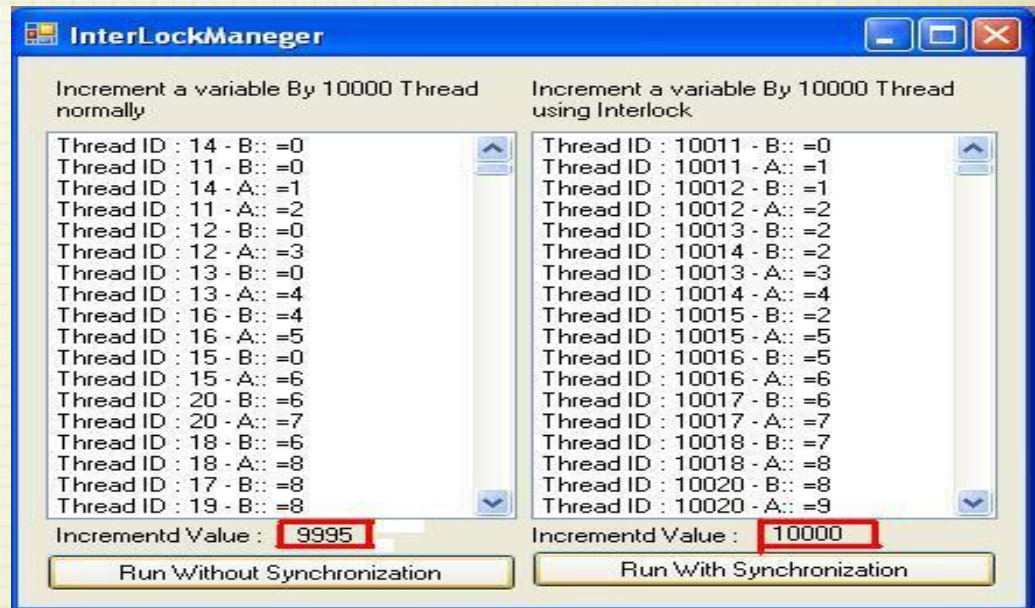 InterLockManeger
Increment a variable By 10000 Thread
normally
Thread ID : 14 - B:: =0
Thread ID : 11 - B:: =0
Thread ID : 14 - A:: =1
Thread ID : 11 - A:: =2
Thread ID : 12 - B:: =0
Thread ID : 12 - A:: =3
Thread ID : 13 - B:: =0
Thread ID : 13 - A:: =4
Thread ID : 16 - B:: =4
Thread ID : 16 - A:: =5
Thread ID : 15 - B:: =0
Thread ID : 15 - A:: =6
Thread ID : 20 - B:: =6
Thread ID : 20 - A:: =7
Thread ID : 18 - B:: =6
Thread ID : 18 - A:: =8
Thread ID : 17 - B:: =8
Thread ID : 19 - B:: =8
Incrementd Value : 9995
Run Without Synchronization
Increment a variable By 10000 Thread
using Interlock
Thread ID : 10011 - B:: =0
Thread ID : 10011 - A:: =1
Thread ID : 10012 - B:: =1
Thread ID : 10012 - A:: =2
Thread ID : 10013 - B:: =2
Thread ID : 10014 - B:: =2
Thread ID : 10013 - A:: =3
Thread ID : 10014 - A:: =4
Thread ID : 10015 - B:: =2
Thread ID : 10015 - A:: =5
Thread ID : 10016 - B:: =5
Thread ID : 10016 - A:: =6
Thread ID : 10017 - B:: =6
Thread ID : 10017 - A:: =7
Thread ID : 10018 - B:: =7
Thread ID : 10018 - A:: =8
Thread ID : 10020 - B:: =8
Thread ID : 10020 - A:: =9
Incrementd Value : 10000
Run With Synchronization